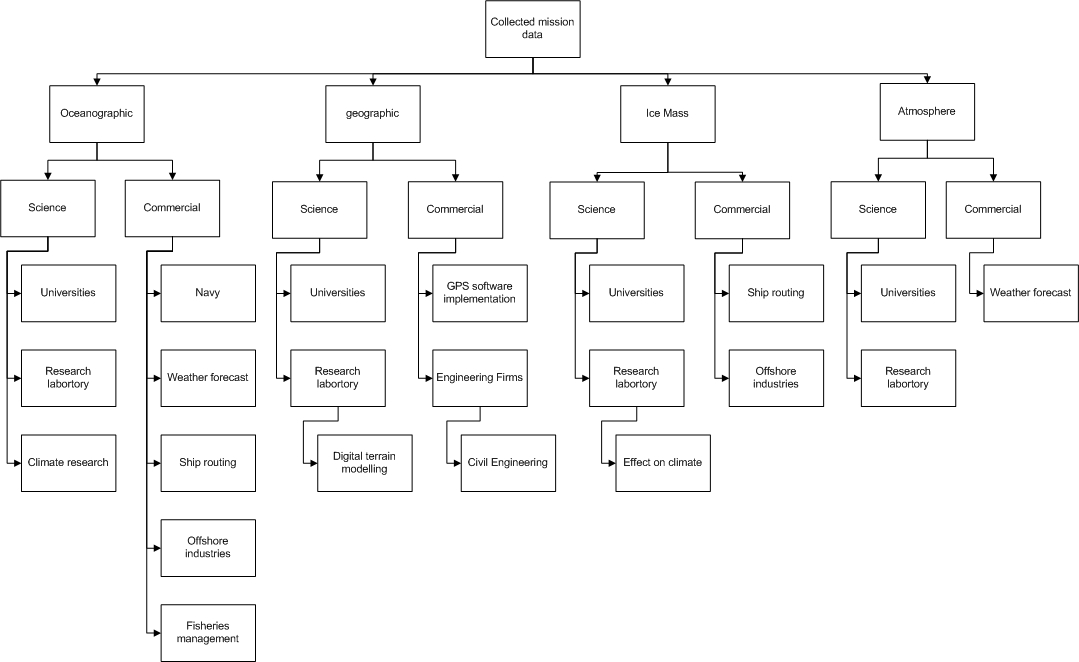 Collected mission
data
Oceanographic
geographic
Ice Mass
Atmosphere
Science
Commercial
Science
Commercial
Science
Commercial
Science
Commercial
Universities
Navy
Universities
GPS software
implementation
Universities
Ship routing
Universities
Weather forecast
Research
labortory
Weather forecast
Research
labortory
Engineering Firms
Research
labortory
Offshore
industries
Research
labortory
Climate research
Ship routing
Digital terrain
modelling
Civil Engineering
Effect on climate
Offshore
industries
Fisheries
management